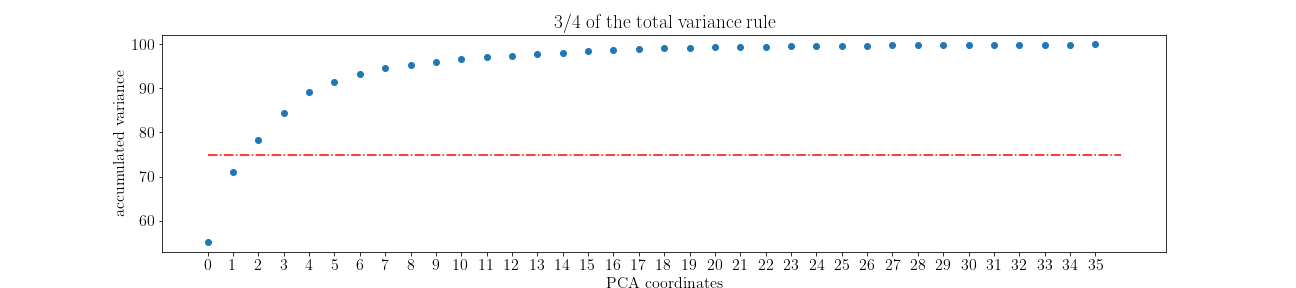 3/4 of the total variance rule
accumulated variance
100
90
80
70
60
0 1 2 3 4 5 6 7 8 9 10 11 12 13 14 15 16 17 18 19 20 21 22 23 24 25 26 27 28 29 30 31 32 33 34 35
PCA coordinates